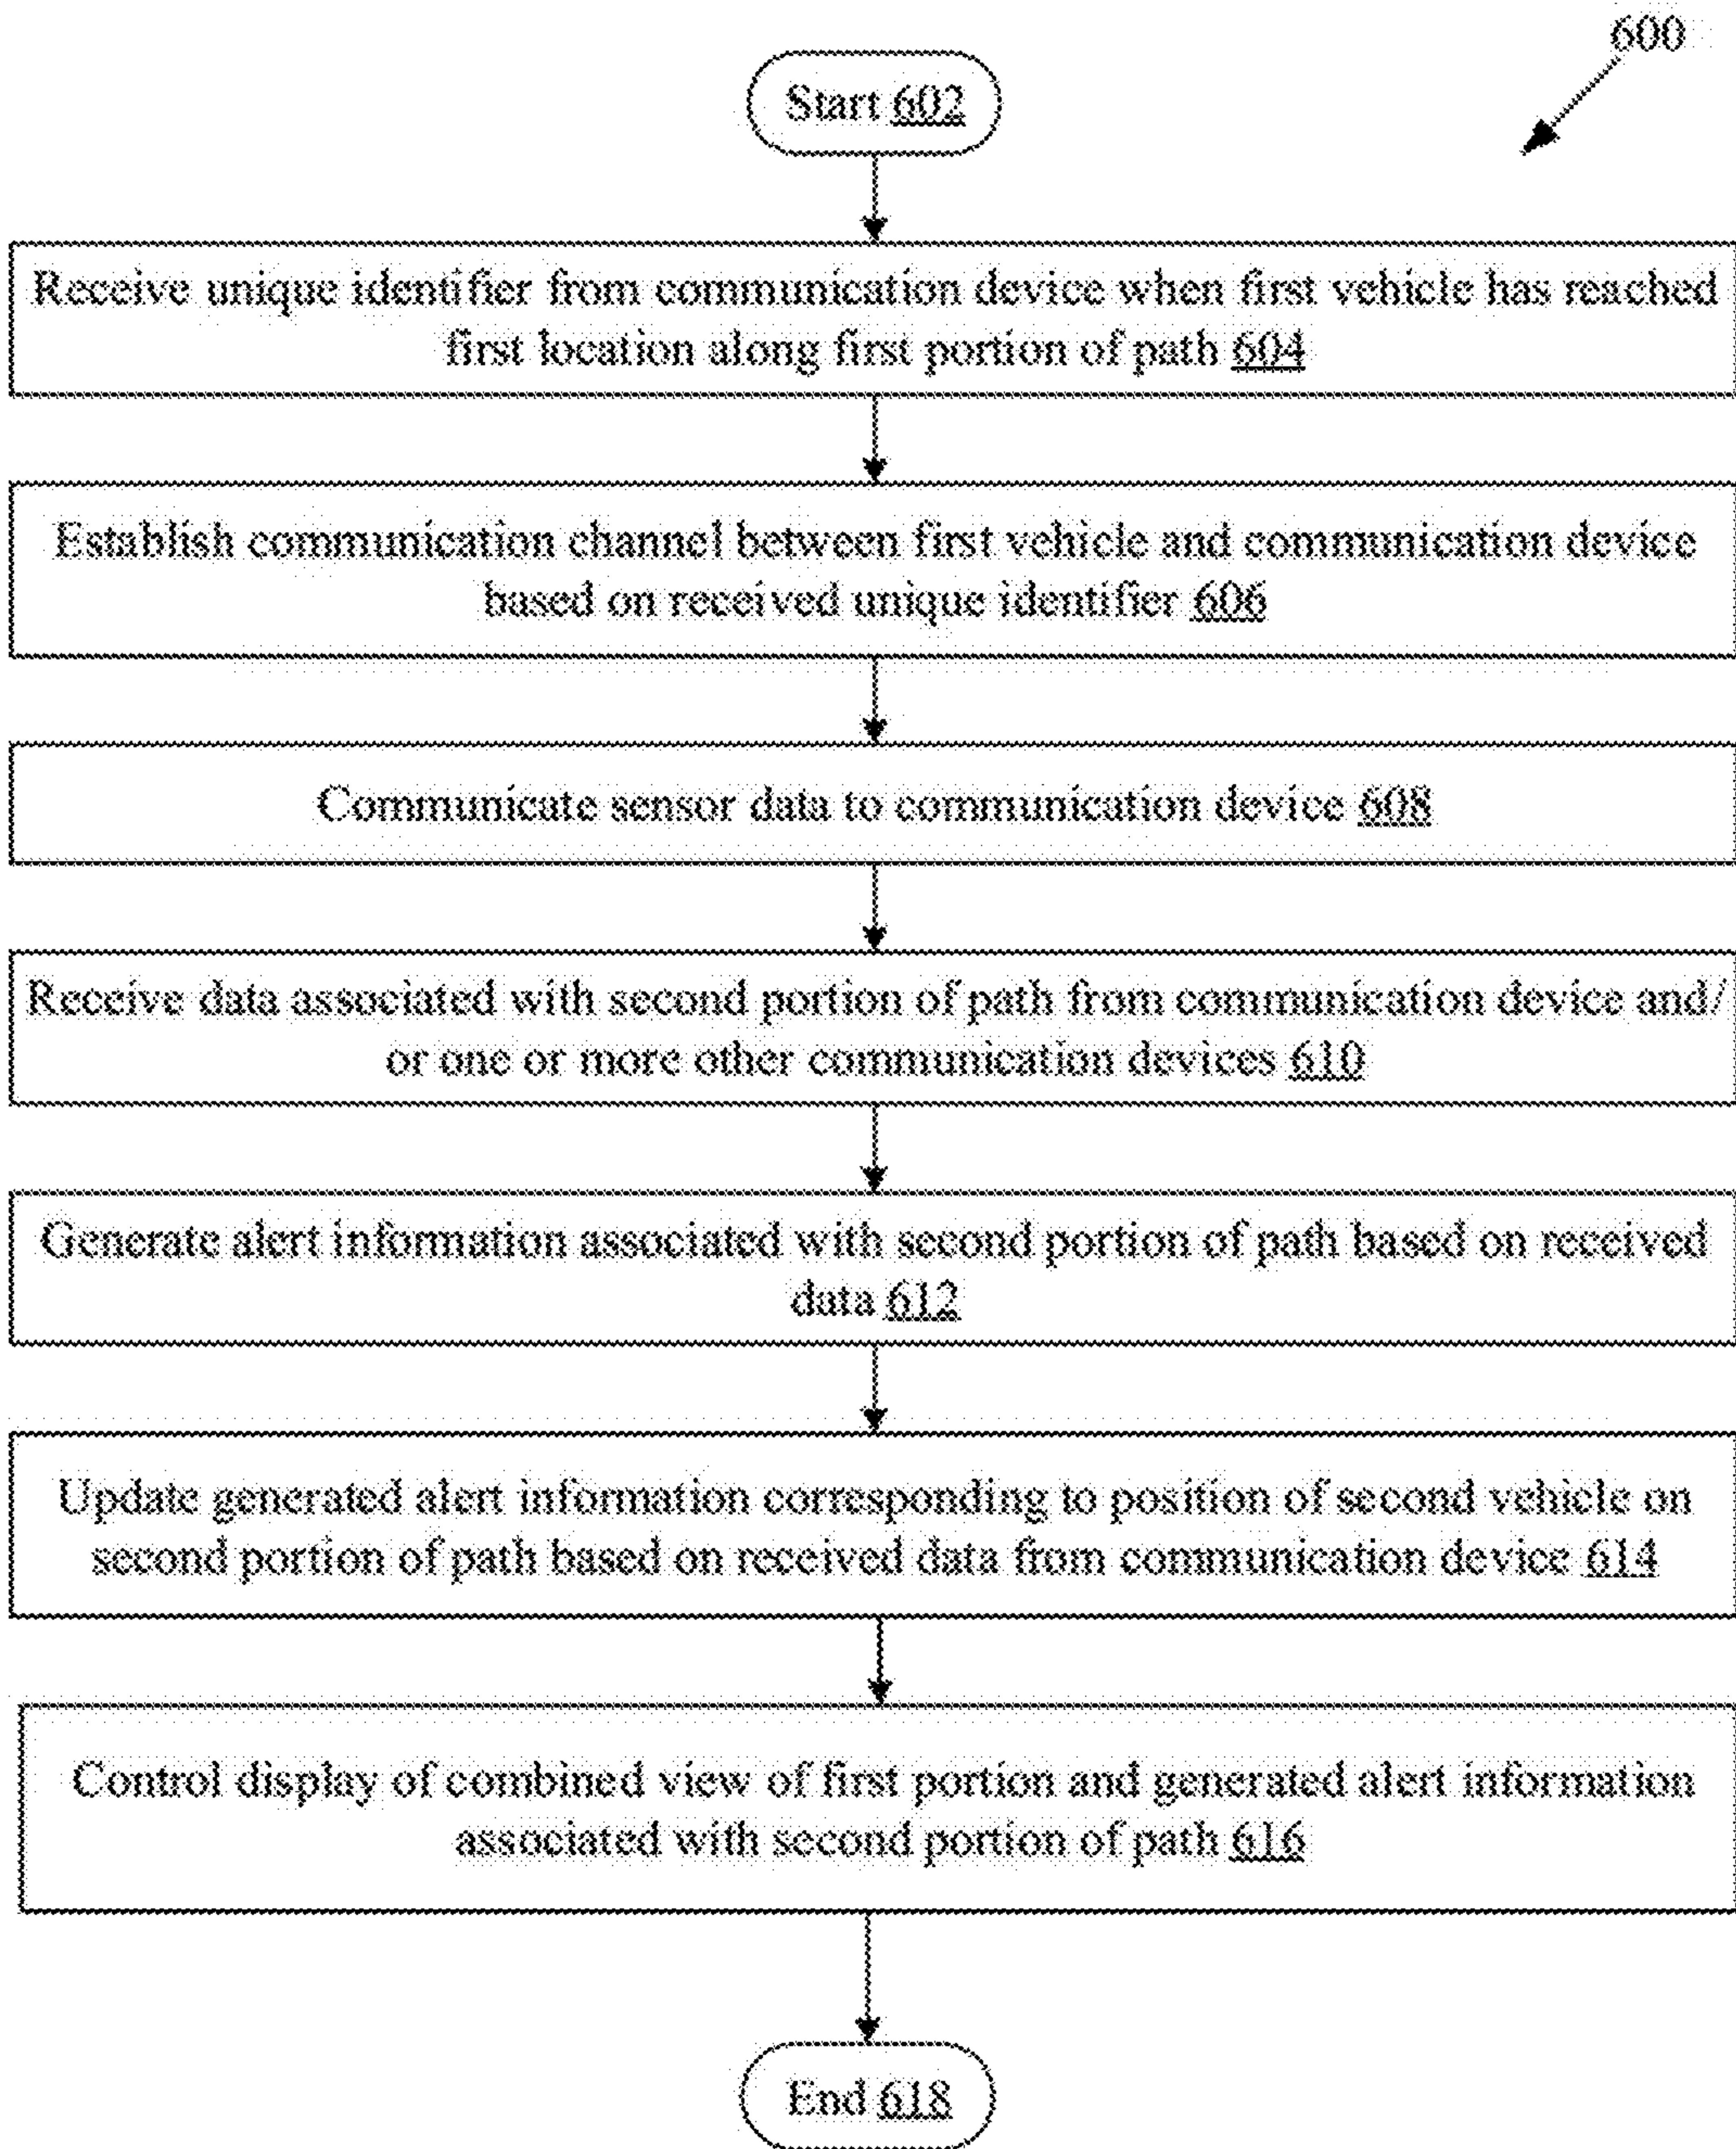 600
Start 602
Receive unique identifier from communication device when first vehicle has reached
first location along first portion of path 604
Establish communication channel between first vehicle and communication device
based on received unique identifier 606
Communicate sensor data to communication device 608
Receive data associated with second portion of path from communication device and/
or one or more other communication devices 610
Generate alert information associated with second portion of path based on received
data 612
Update generated alert information corresponding to position of second vehicle on
second portion of path based on received data from communication device 614
Control display of combined view of first portion and generated alert information
associated with second portion of path 616
End 618